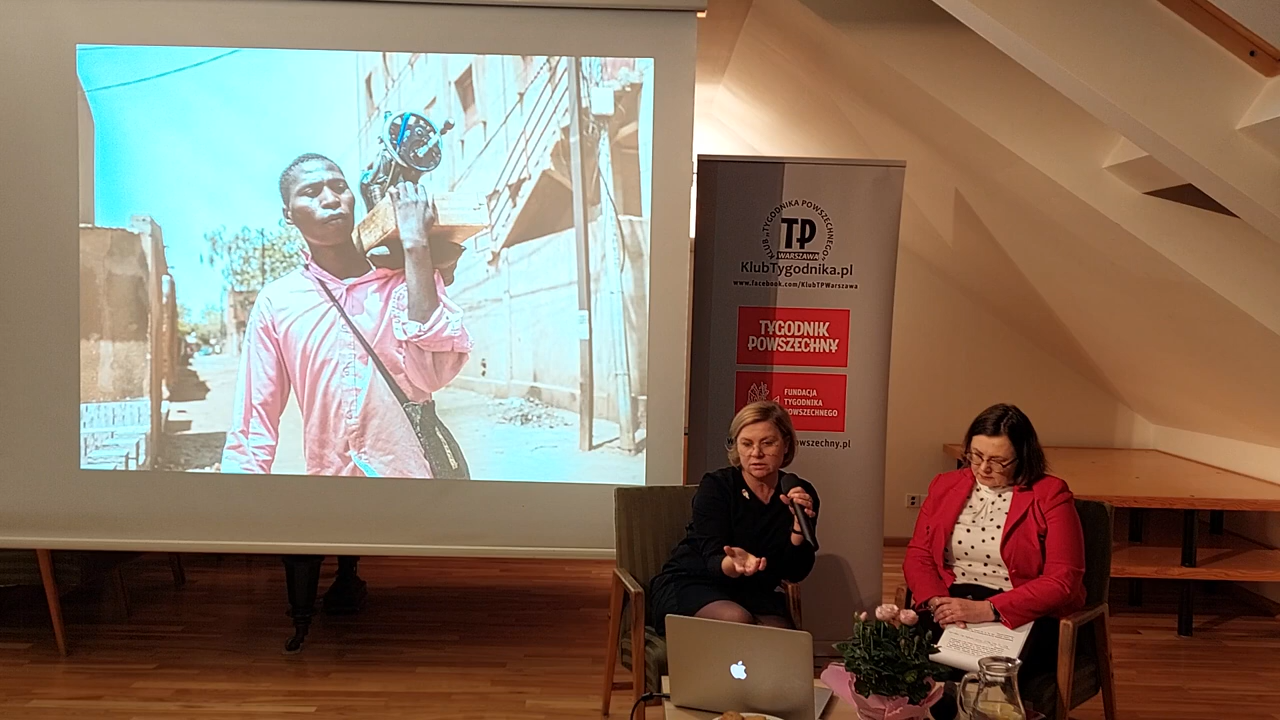 KLUB „TYGODNIKA POWSZECHNEGO”
TP
WARSZAWA
KlubTygodnika.pl
www.facebook.com/KlubTPWarszawa
TYGODNIK
POWSZECHNY
FUNDACJA
TYGODNIKA
POWSZECHNEGO
powszechny.pl